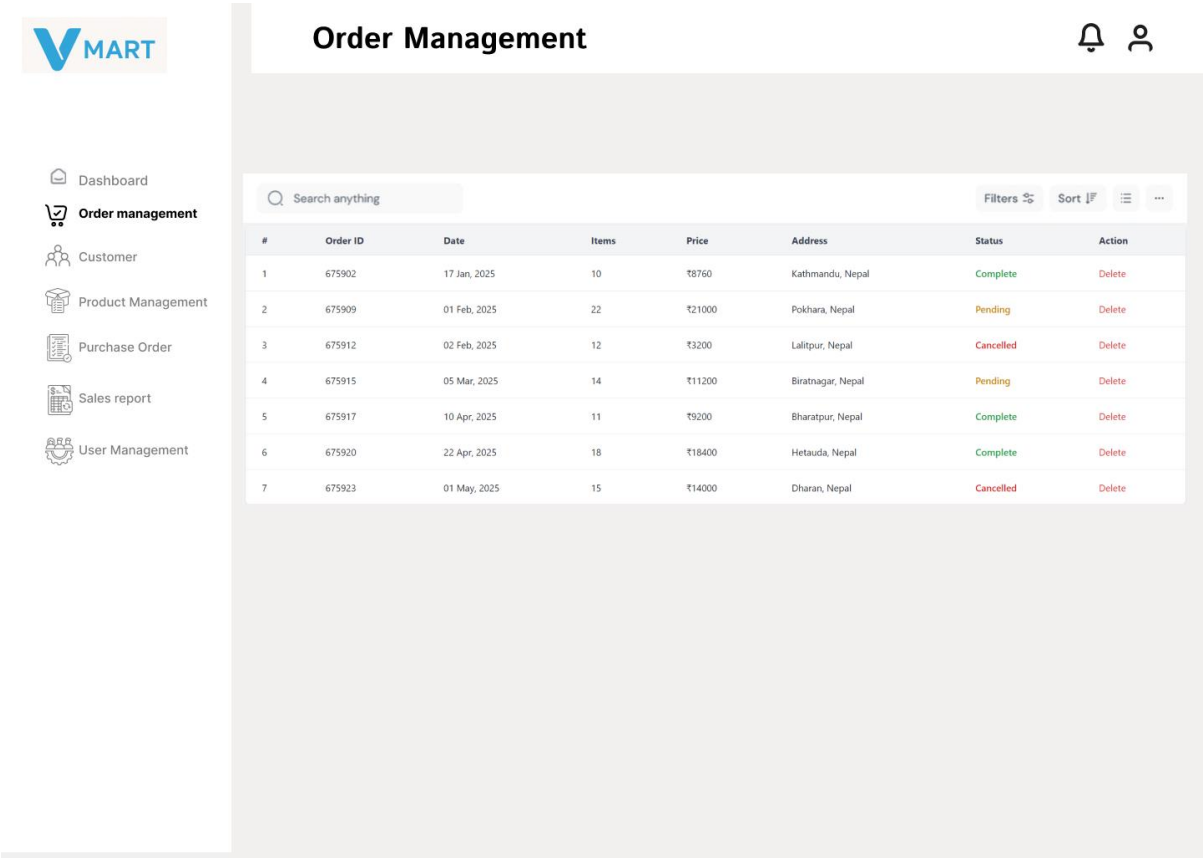 V MART
Order Management
Dashboard
Order management
Customer
Product Management
Purchase Order
Sales report
User Management
Search anything
Filters
Sort
# Order ID Date Items Price Address Status Action
1 675902 17 Jan, 2025 10 ₹8760 Kathmandu, Nepal Complete Delete
2 675909 01 Feb, 2025 22 ₹21000 Pokhara, Nepal Pending Delete
3 675912 02 Feb, 2025 12 ₹3200 Lalitpur, Nepal Cancelled Delete
4 675915 05 Mar, 2025 14 ₹11200 Biratnagar, Nepal Pending Delete
5 675917 10 Apr, 2025 11 ₹9200 Bharatpur, Nepal Complete Delete
6 675920 22 Apr, 2025 18 ₹18400 Hetauda, Nepal Complete Delete
7 675923 01 May, 2025 15 ₹14000 Dharan, Nepal Cancelled Delete